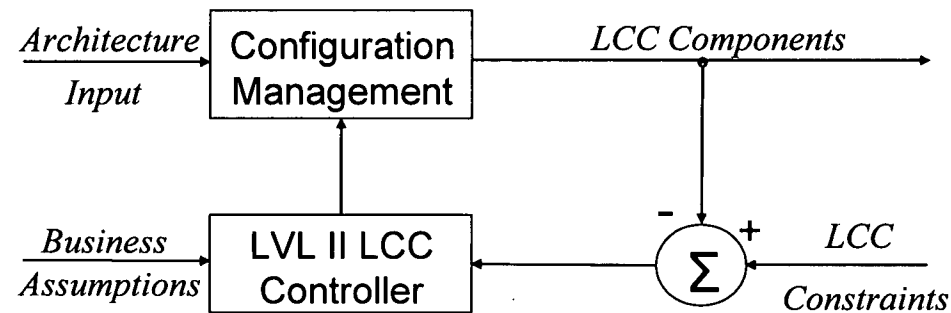 Architecture
Input
Configuration
Management
LCC Components
Business
Assumptions
LVL II LCC
Controller
-
+
Σ
LCC
Constraints